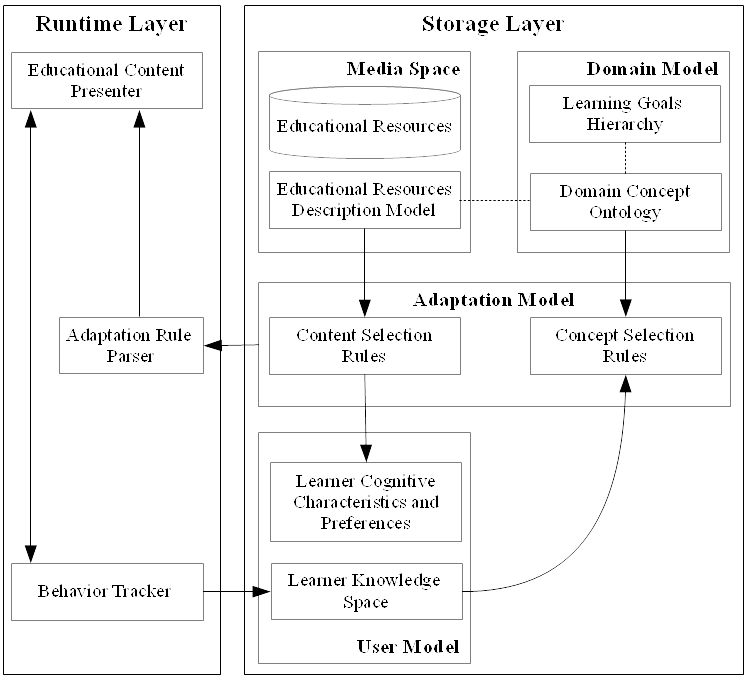 Runtime Layer
Educational Content
Presenter
Adaptation Rule
Parser
Behavior Tracker
Storage Layer
Media Space
Educational Resources
Educational Resources
Description Model
Domain Model
Learning Goals
Hierarchy
Domain Concept
Ontology
Adaptation Model
Content Selection
Rules
Concept Selection
Rules
Learner Cognitive
Characteristics and
Preferences
Learner Knowledge
Space
User Model